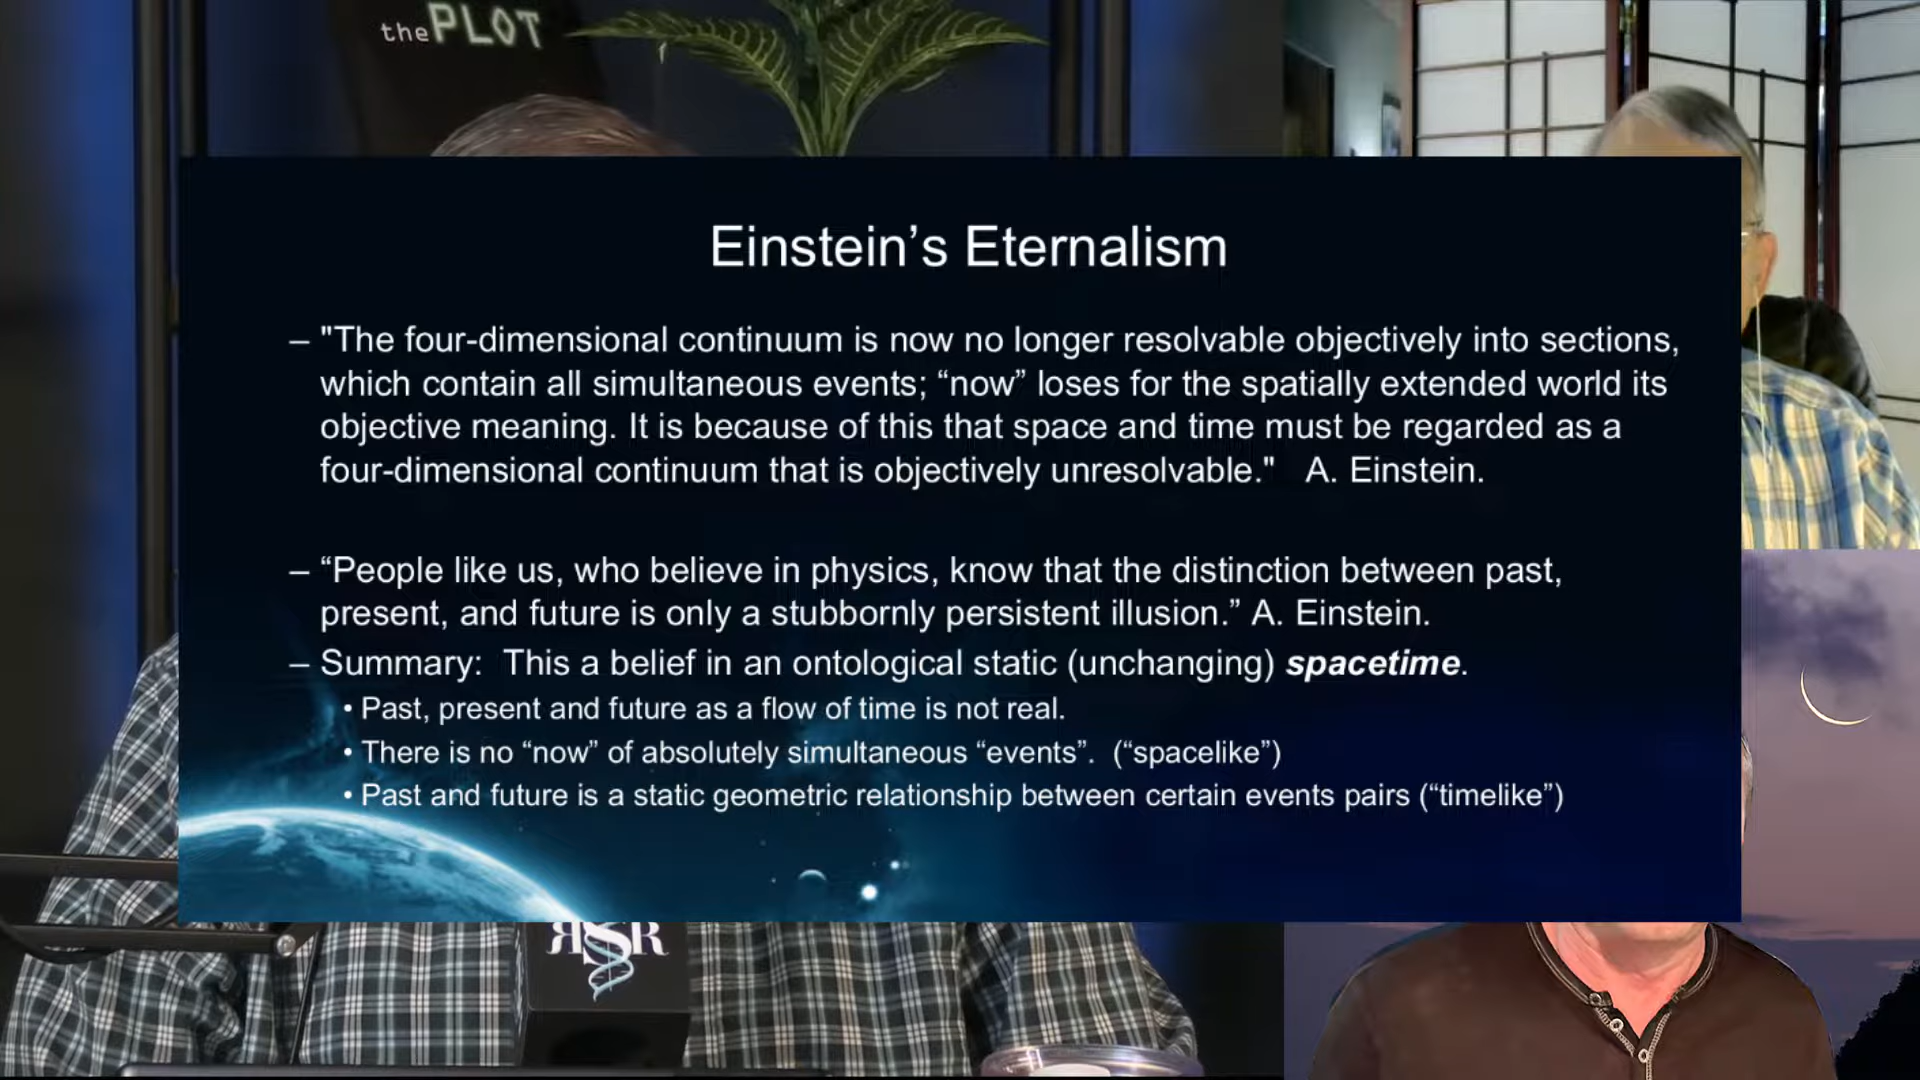 thePLOT
Einstein’s Eternalism
– "The four-dimensional continuum is now no longer resolvable objectively into sections,
which contain all simultaneous events; “now” loses for the spatially extended world its
objective meaning. It is because of this that space and time must be regarded as a
four-dimensional continuum that is objectively unresolvable." A. Einstein.
– “People like us, who believe in physics, know that the distinction between past,
present, and future is only a stubbornly persistent illusion.” A. Einstein.
– Summary: This a belief in an ontological static (unchanging) spacetime.
• Past, present and future as a flow of time is not real.
• There is no “now” of absolutely simultaneous “events”. (“spacelike”)
• Past and future is a static geometric relationship between certain events pairs (“timelike”)
RSR